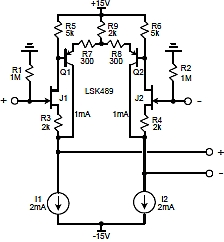 +15V
R5
5k
R9
2k
R6
5k
R7
300
R8
300
Q1
Q2
R1
1M
R2
1M
LSK489
+
J1
J2
-
1mA
1mA
R3
2k
R4
2k
+
-
I1
2mA
I2
2mA
-15V